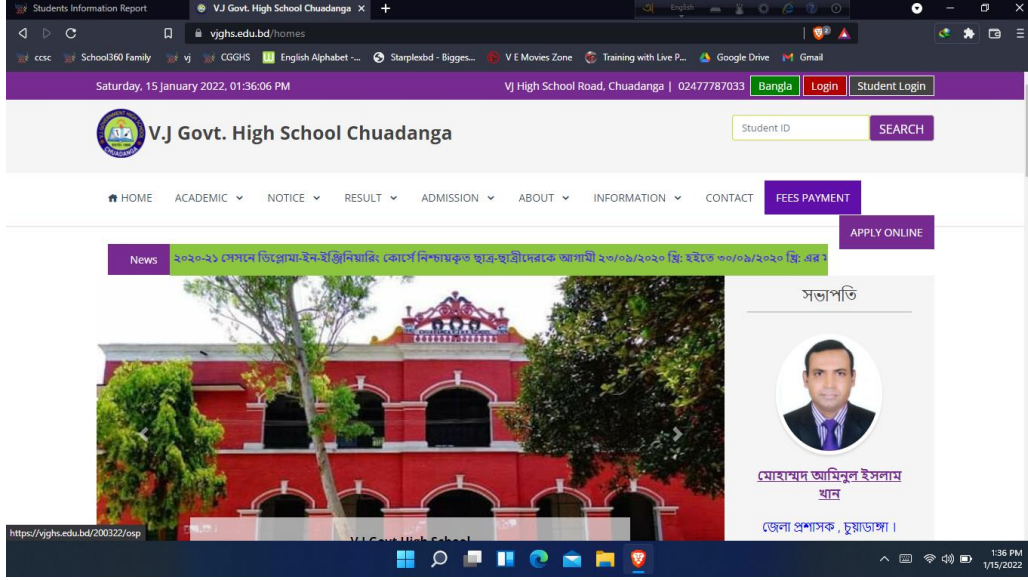 Students Information Report
V.J Govt. High School Chuadanga
English
vjghs.edu.bd/homes
ccsc School360 Family vj CGGHS English Alphabet -... Starplexbd - Bigges... V E Movies Zone Training with Live P... Google Drive Gmail
Saturday, 15 January 2022, 01:36:06 PM VJ High School Road, Chuadanga | 02477787033 Bangla Login Student Login
V.J Govt. High School Chuadanga Student ID SEARCH
HOME ACADEMIC NOTICE RESULT ADMISSION ABOUT INFORMATION CONTACT FEES PAYMENT
APPLY ONLINE
News ২০২০-২১ সেসনে ডিপ্লোমা-ইন-ইঞ্জিনিয়ারিং কোর্সে নিশ্চায়কৃত ছাত্র-ছাত্রীদেরকে আগামী ২৩/০৯/২০২০ খ্রি: হইতে ৩০/০৯/২০২০ খ্রি: এর
সভাপতি
মোহাম্মদ আমিনুল ইসলাম
খান
জেলা প্রশাসক , চুয়াডাঙ্গা ।
https://vjghs.edu.bd/200322/osp
V.J Govt High School
1:36 PM
1/15/2022